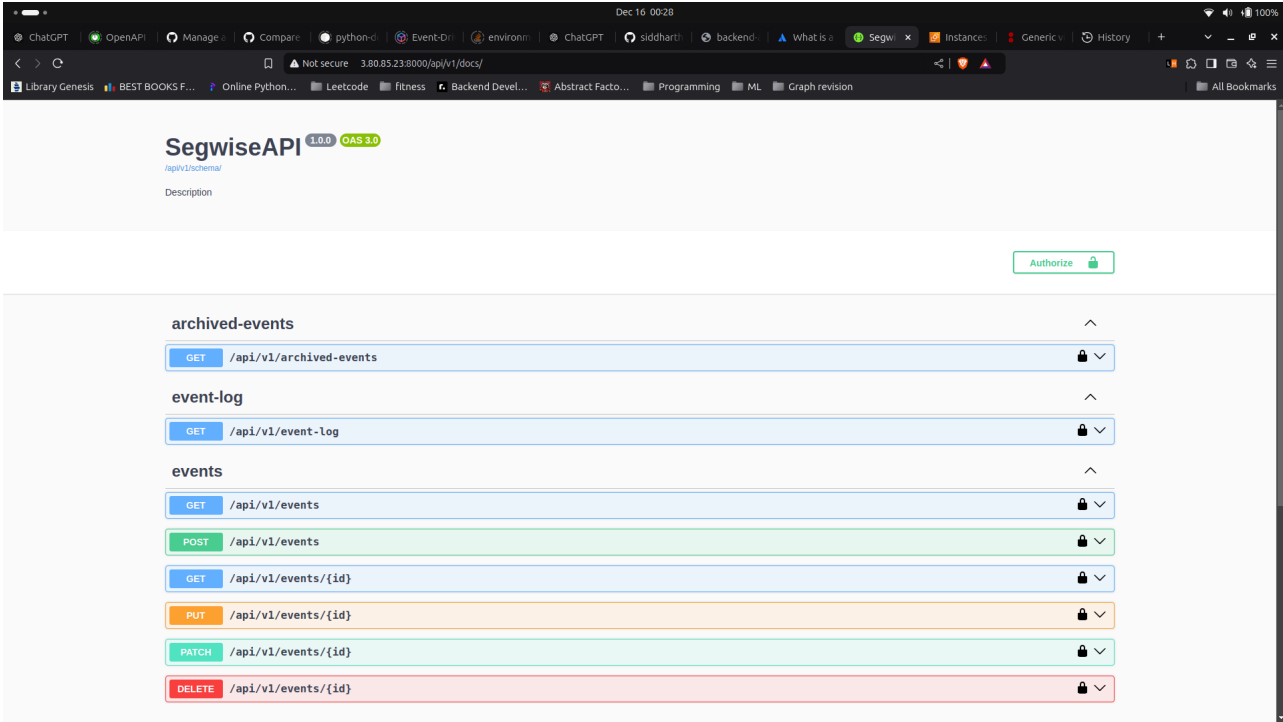 Dec 16 00:28
100%
ChatGPT OpenAPI Manage a Compare python-d Event-Dri environm ChatGPT siddharth backend- What is a Segwi Instances Generic v History
Not secure 3.80.85.23:8000/api/v1/docs/
Library Genesis BEST BOOKS F... Online Python... Leetcode fitness Backend Devel... Abstract Facto... Programming ML Graph revision All Bookmarks
SegwiseAPI 1.0.0 OAS 3.0
/api/v1/schema/
Description
Authorize
archived-events
GET /api/v1/archived-events
event-log
GET /api/v1/event-log
events
GET /api/v1/events
POST /api/v1/events
GET /api/v1/events/{id}
PUT /api/v1/events/{id}
PATCH /api/v1/events/{id}
DELETE /api/v1/events/{id}